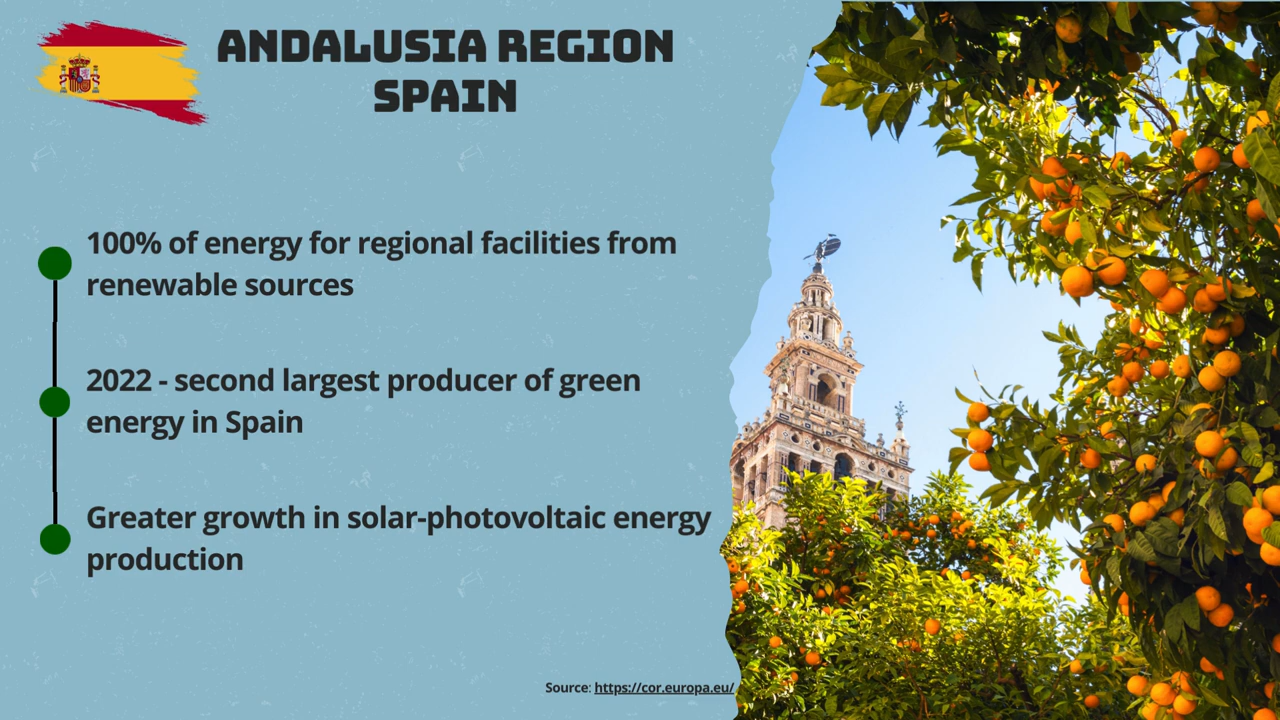 ANDALUSIA REGION
SPAIN
100% of energy for regional facilities from
renewable sources
2022 - second largest producer of green
energy in Spain
Greater growth in solar-photovoltaic energy
production
Source: https://cor.europa.eu/